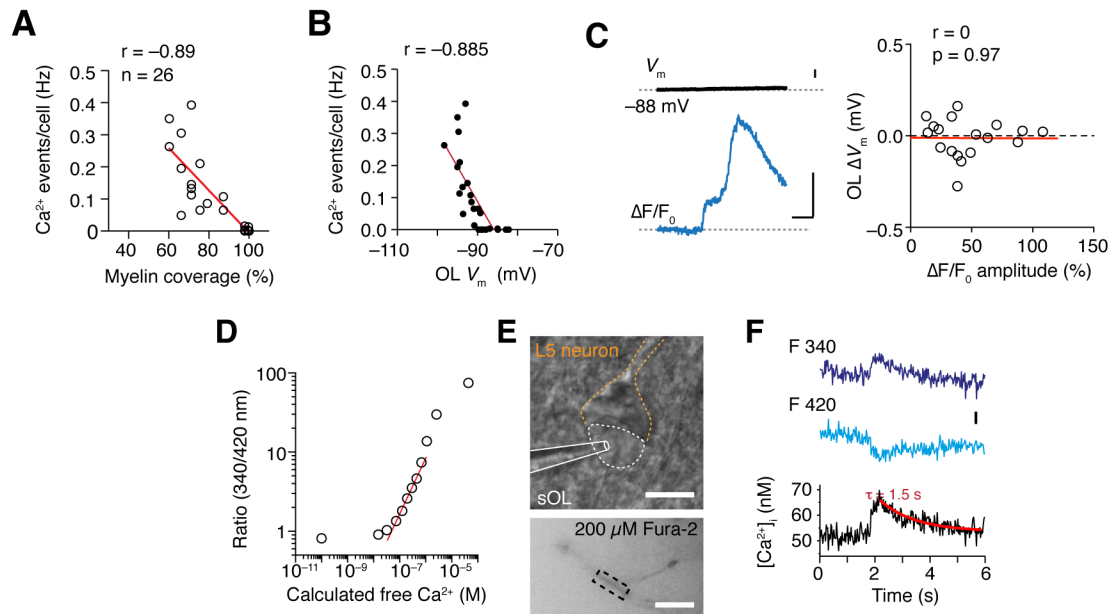 A
r = –0.89
n = 26
Ca²⁺ events/cell (Hz)
0.5
0.4
0.3
0.2
0.1
0
40
60
80
100
Myelin coverage (%)
B
r = –0.885
Ca²⁺ events/cell (Hz)
0.5
0.4
0.3
0.2
0.1
0
–110
–90
–70
OL Vm (mV)
C
Vm
–88 mV
ΔF/F0
r = 0
p = 0.97
OL ΔVm (mV)
0.5
0.0
–0.5
0
50
100
150
ΔF/F0 amplitude (%)
D
Ratio (340/420 nm)
100
10
1
10⁻¹¹
10⁻⁹
10⁻⁷
10⁻⁵
Calculated free Ca²⁺ (M)
E
L5 neuron
sOL
200 µM Fura-2
F
F 340
F 420
τ = 1.5 s
[Ca²⁺]i (nM)
70
60
50
0
2
4
6
Time (s)